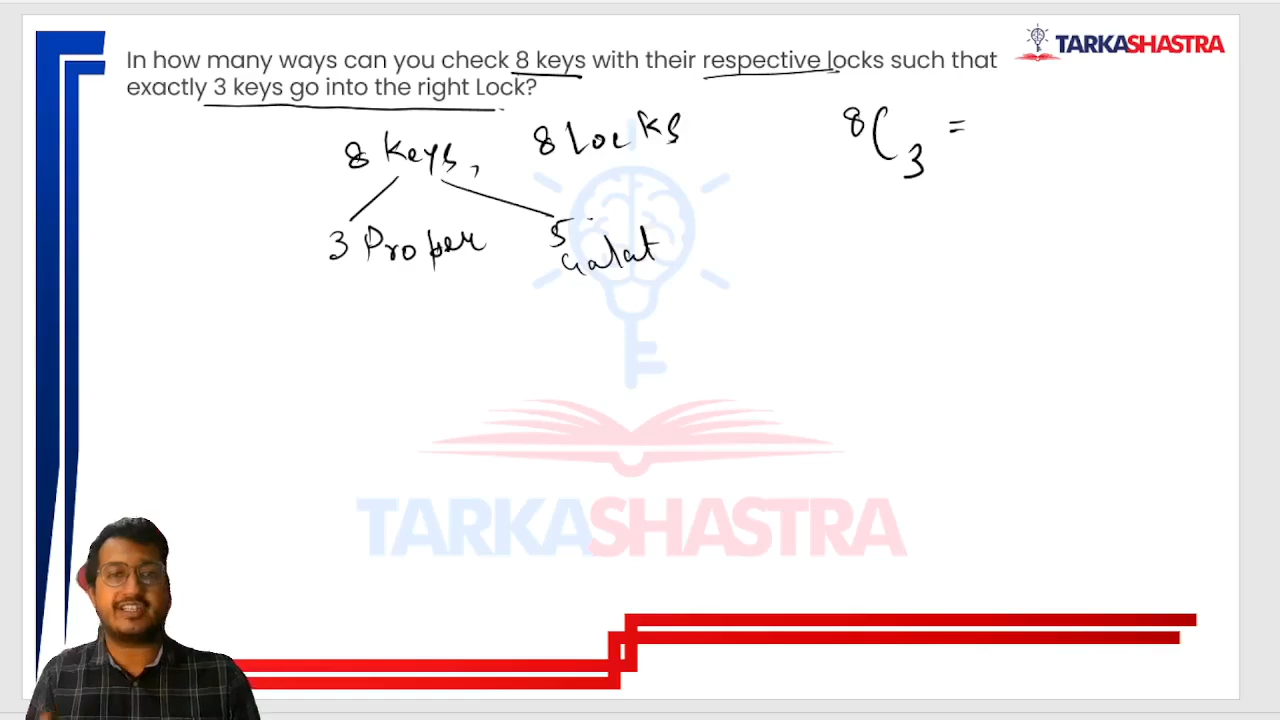 TARKASHASTRA
In how many ways can you check 8 keys with their respective locks such that
exactly 3 keys go into the right Lock?
8 Keys, 8 Locks
8C3 =
3 Proper 5 Galat
TARKASHASTRA